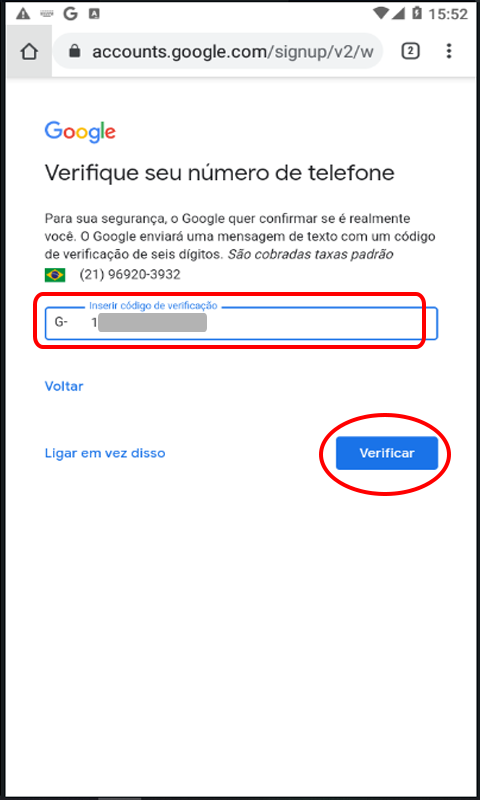 15:52
accounts.google.com/signup/v2/w
2
Google
Verifique seu número de telefone
Para sua segurança, o Google quer confirmar se é realmente
você. O Google enviará uma mensagem de texto com um código
de verificação de seis dígitos. São cobradas taxas padrão
(21) 96920-3932
Inserir código de verificação
G- 1
Voltar
Ligar em vez disso
Verificar